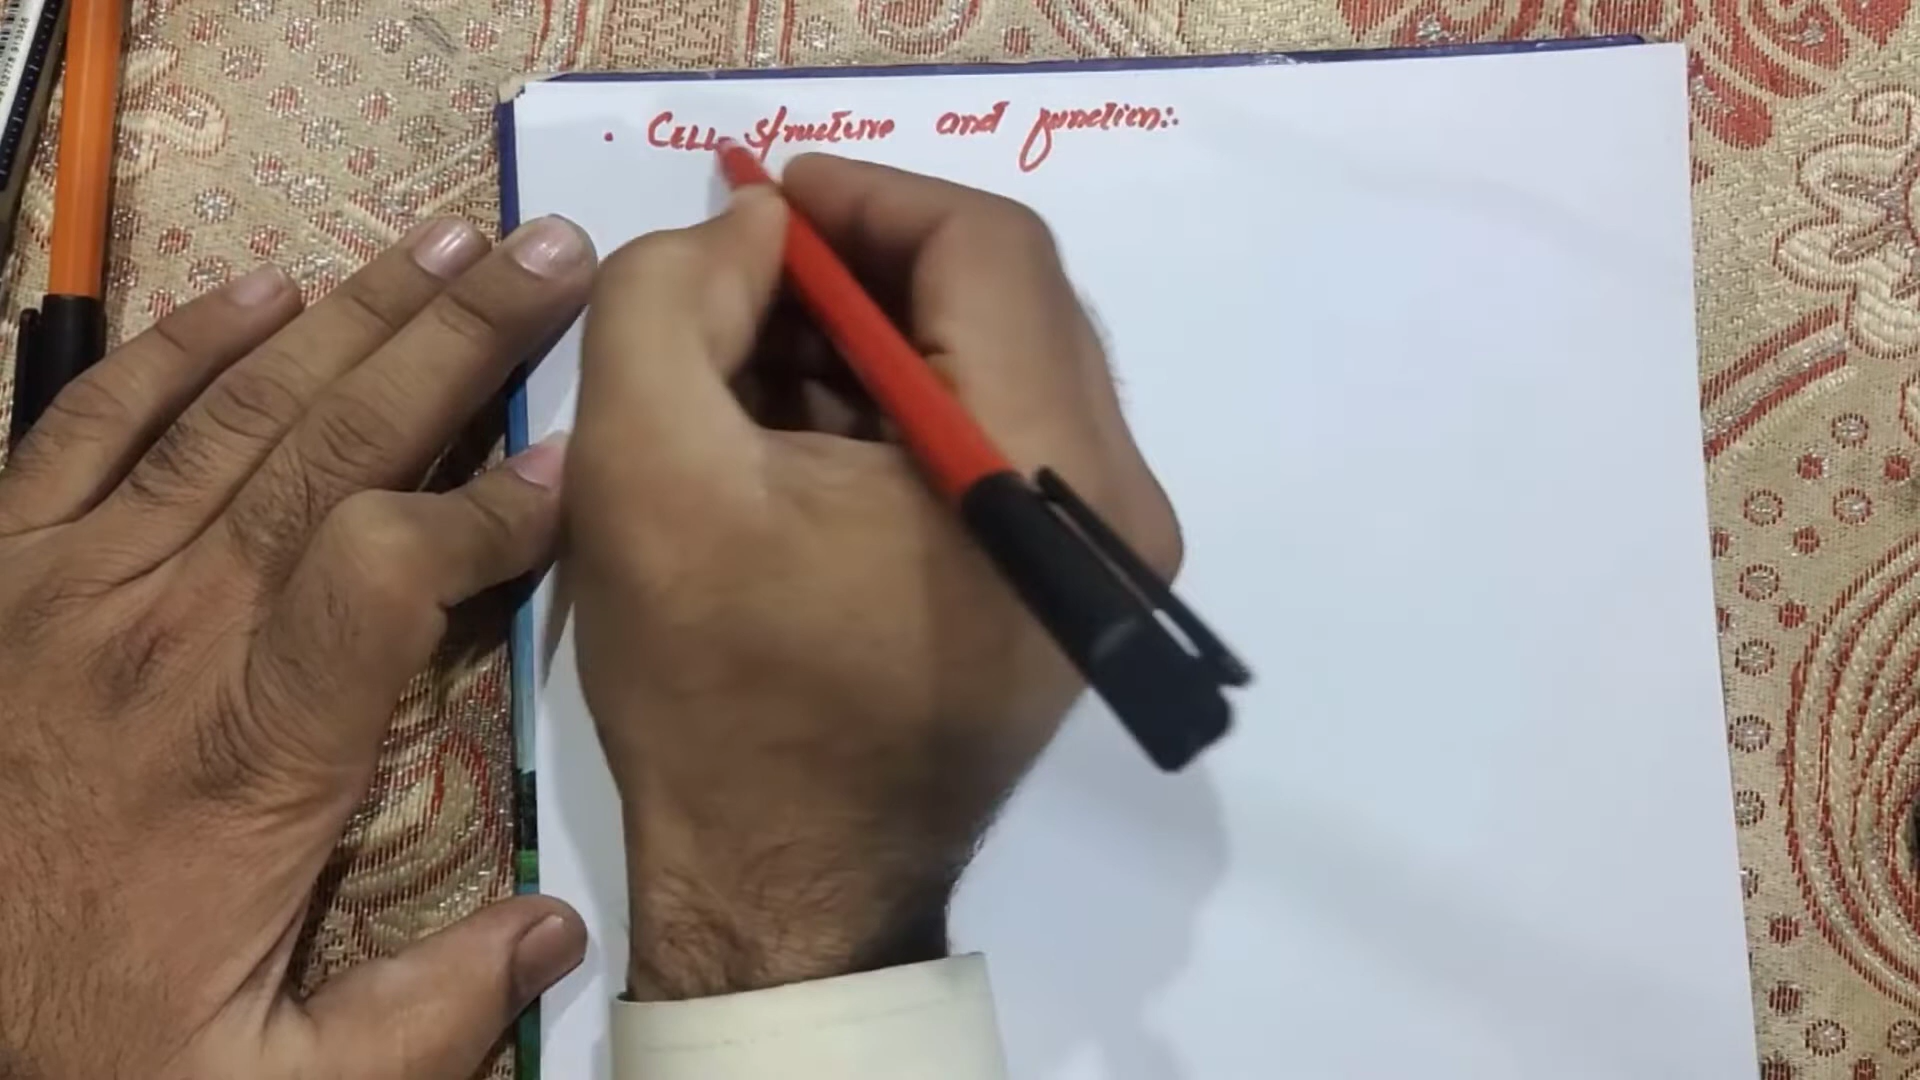 • CELL structure and function: